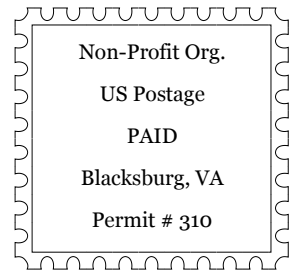 Non-Profit Org.
US Postage
PAID
Blacksburg, VA
Permit # 310